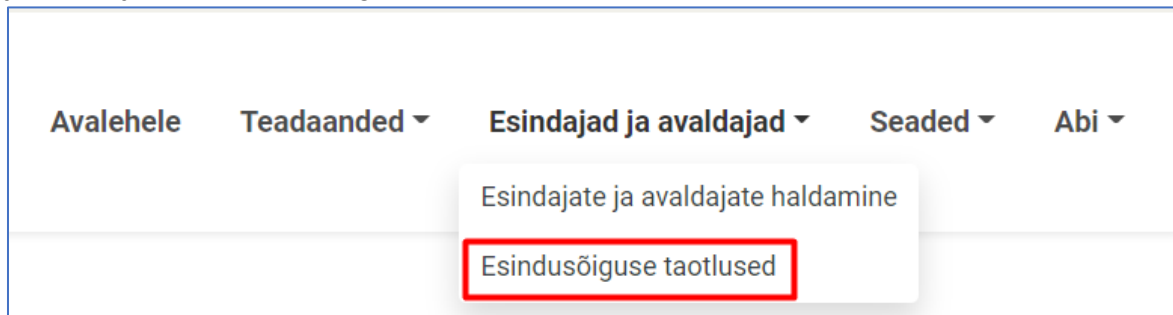 Avalehele Teadaanded Esindajad ja avaldajad Seaded Abi
Esindajate ja avaldajate haldamine
Esindusõiguse taotlused